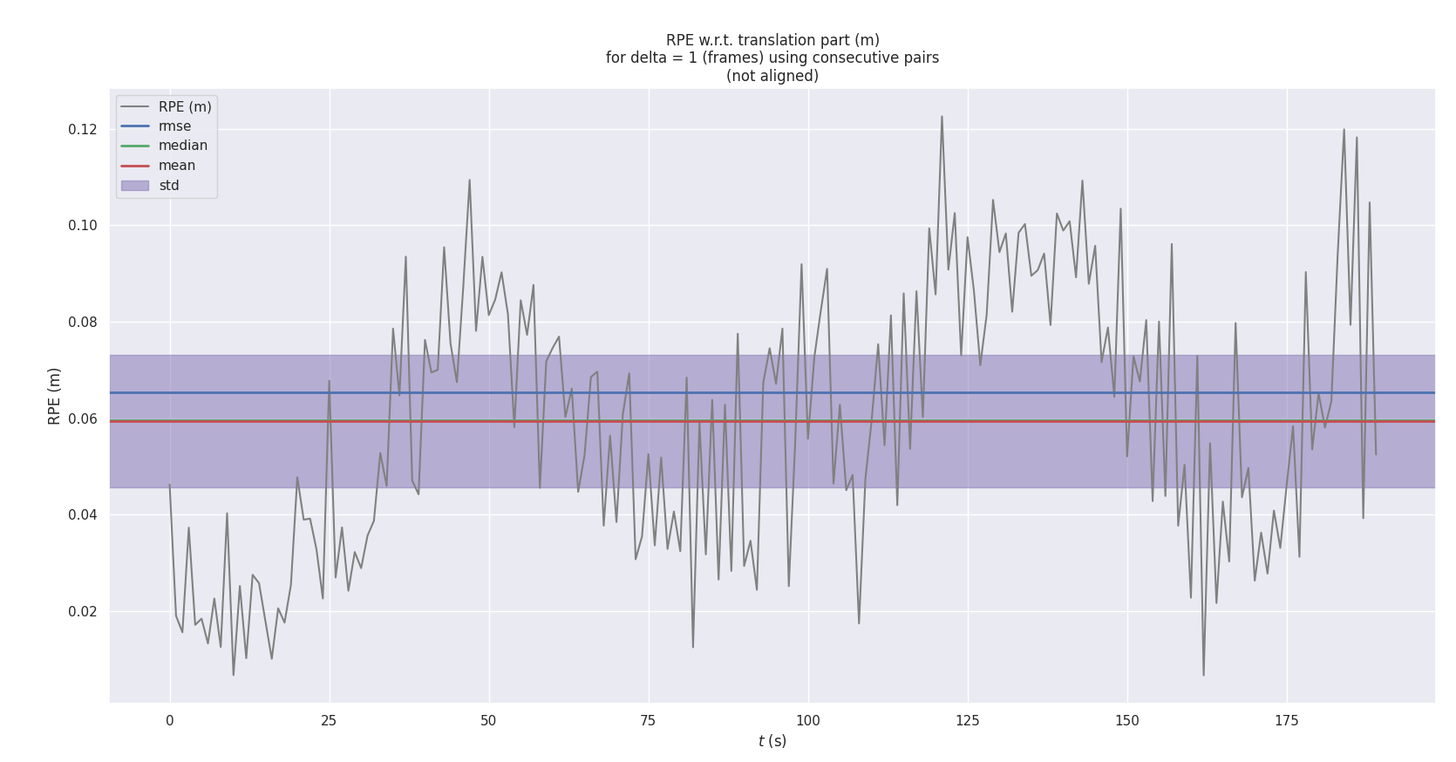 RPE w.r.t. translation part (m)
for delta = 1 (frames) using consecutive pairs
(not aligned)
RPE (m)
rmse
median
mean
std
0.12
0.10
0.08
0.06
0.04
0.02
RPE (m)
0 25 50 75 100 125 150 175
t (s)